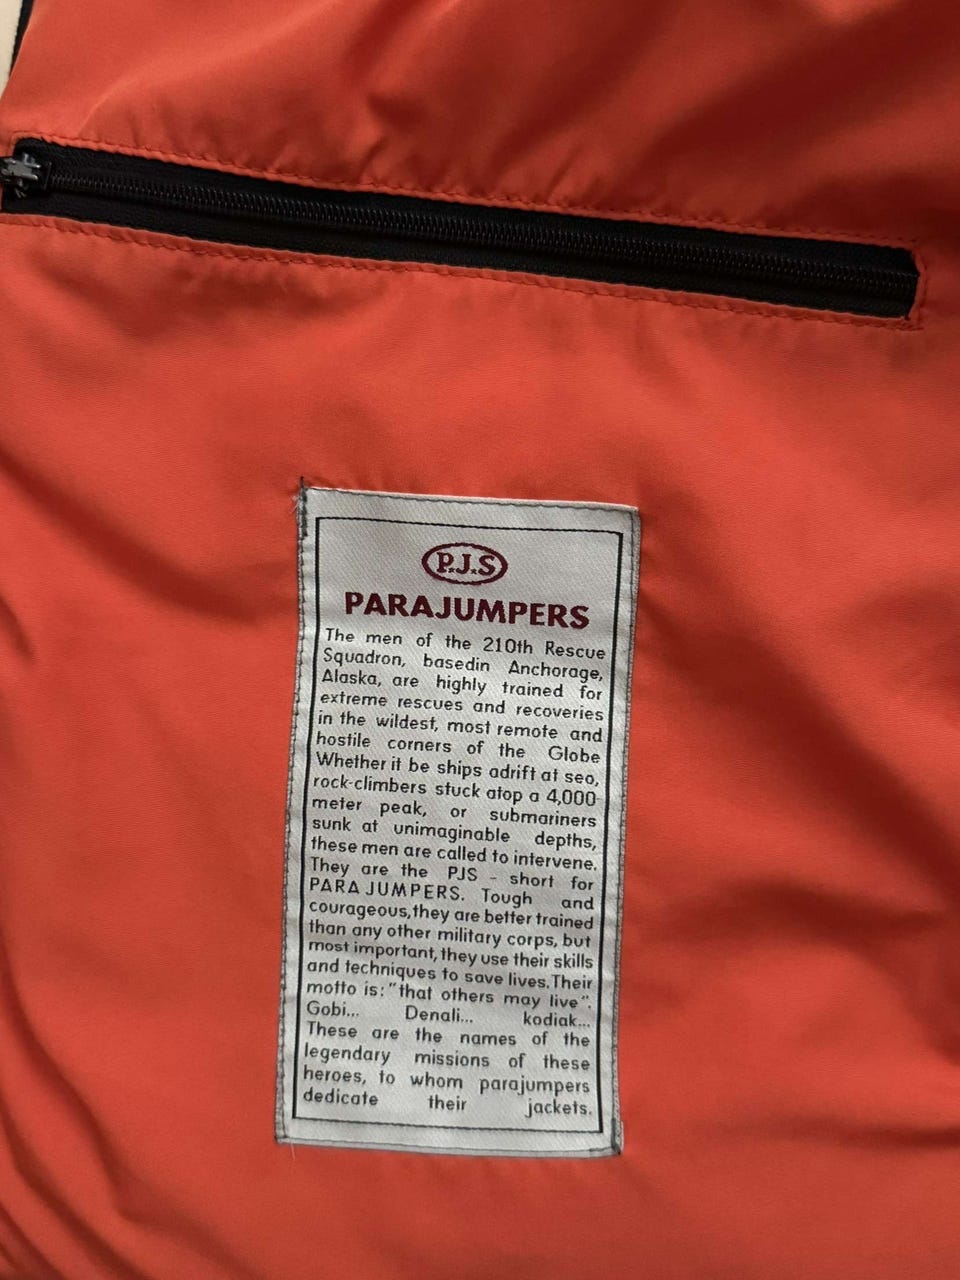 P.J.S
PARAJUMPERS
The men of the 210th Rescue
Squadron, basedin Anchorage,
Alaska, are highly trained for
extreme rescues and recoveries
in the wildest, most remote and
hostile corners of the Globe
Whether it be ships adrift at seo,
rock-climbers stuck atop a 4,000
meter peak, or submariners
sunk at unimaginable depths,
these men are called to intervene.
They are the PJS - short for
PARA JUMPERS. Tough and
courageous,they are better trained
than any other military corps, but
most important, they use their skills
and techniques to save lives.Their
motto is:"that others may live".
Gobi... Denali... kodiak...
These are the names of the
legendary missions of these
heroes, to whom parajumpers
dedicate their jackets.